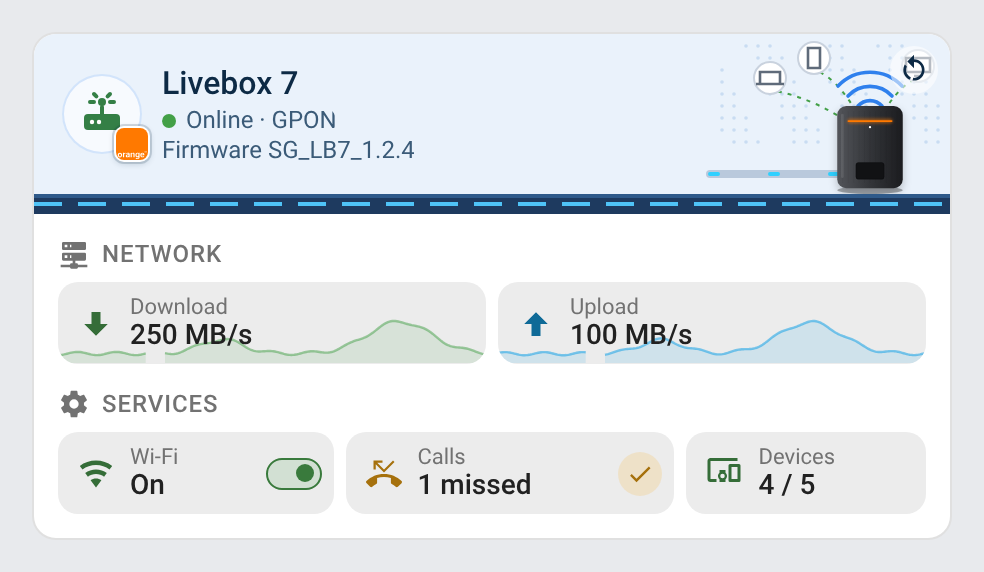 Livebox 7
Online · GPON
orange
Firmware SG_LB7_1.2.4
NETWORK
Download
250 MB/s
Upload
100 MB/s
SERVICES
Wi-Fi
On
Calls
1 missed
Devices
4 / 5